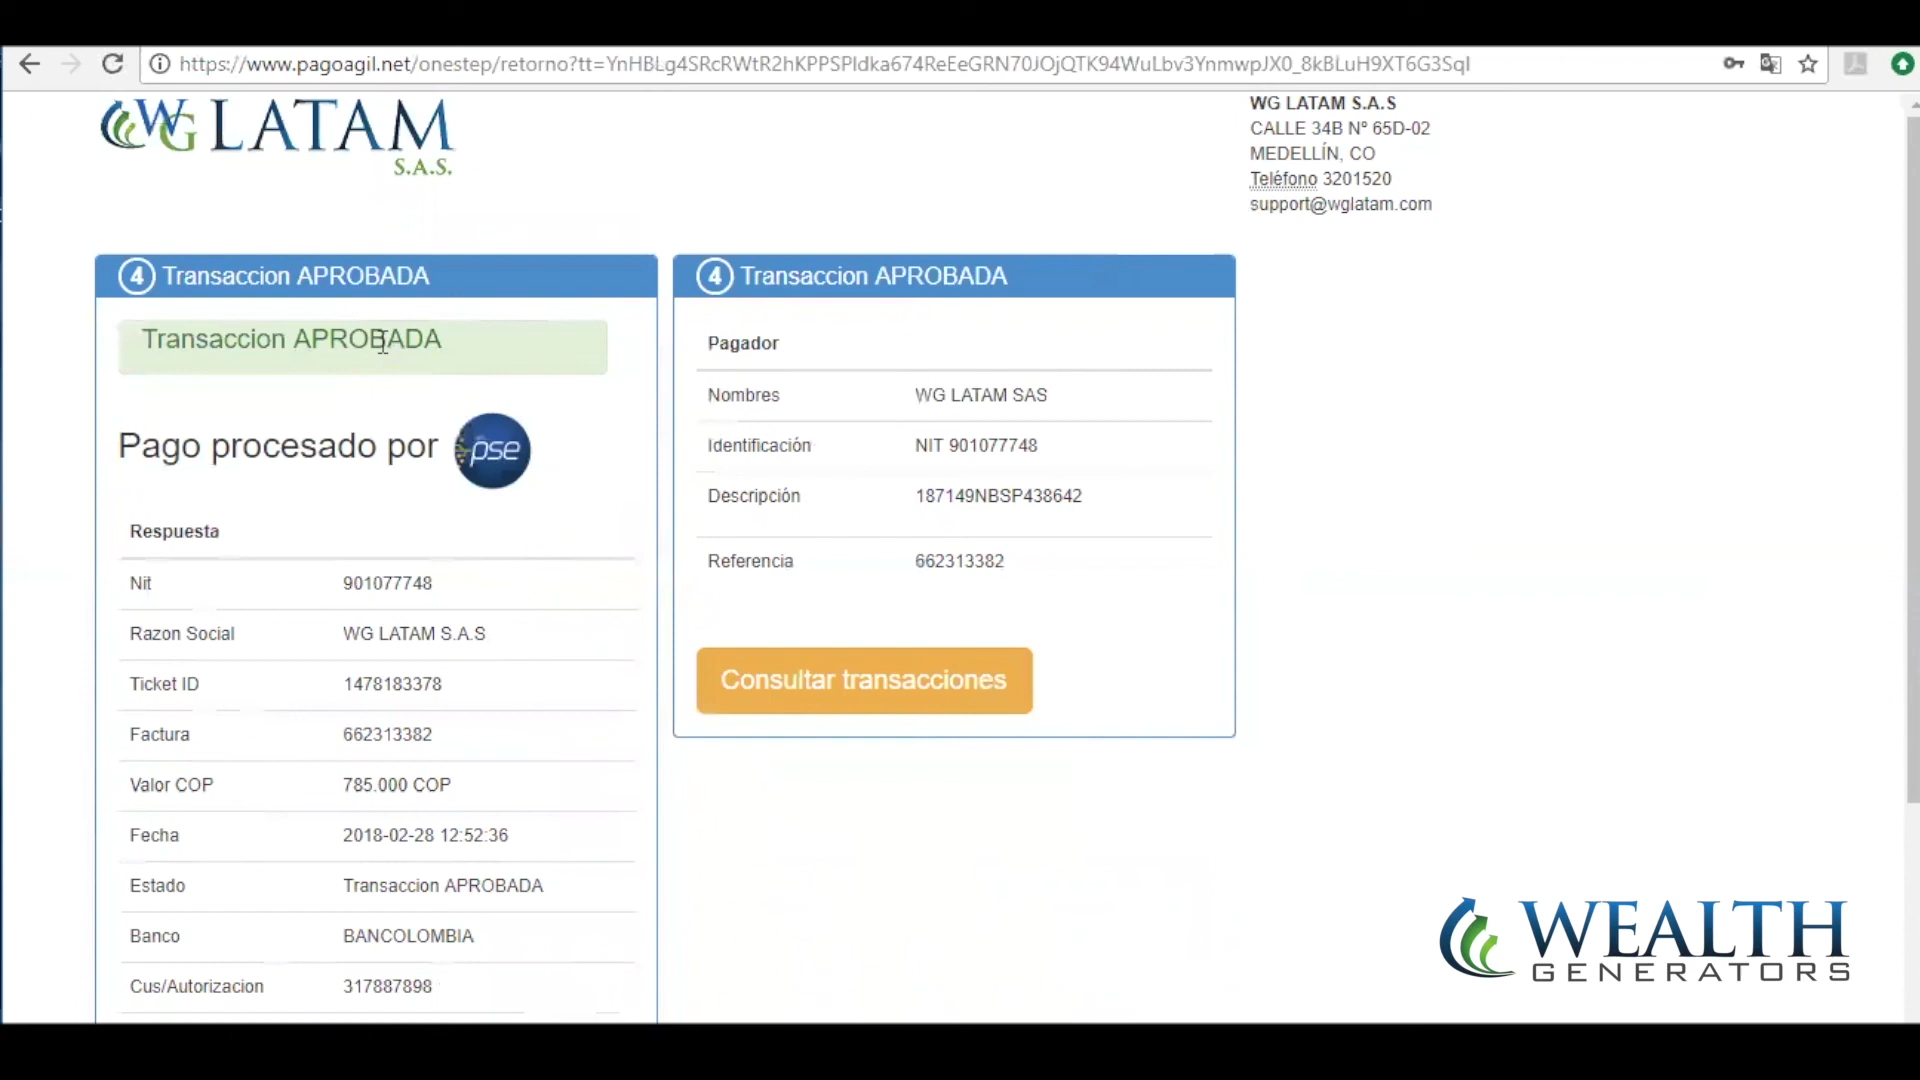 https://www.pagoagil.net/onestep/retorno?tt=YnHBLg4SRcRWtR2hKPPSPldka674ReEeGRN70JOjQTK94WuLbv3YnmwpJX0_8kBLuH9XT6G3SqI
WG LATAM
S.A.S.
WG LATAM S.A.S
CALLE 34B Nº 65D-02
MEDELLÍN, CO
Teléfono 3201520
support@wglatam.com
4 Transaccion APROBADA
Transaccion APROBADA
Pago procesado por pse
Respuesta
Nit 901077748
Razon Social WG LATAM S.A.S
Ticket ID 1478183378
Factura 662313382
Valor COP 785.000 COP
Fecha 2018-02-28 12:52:36
Estado Transaccion APROBADA
Banco BANCOLOMBIA
Cus/Autorizacion 317887898
4 Transaccion APROBADA
Pagador
Nombres WG LATAM SAS
Identificación NIT 901077748
Descripción 187149NBSP438642
Referencia 662313382
Consultar transacciones
WEALTH
GENERATORS